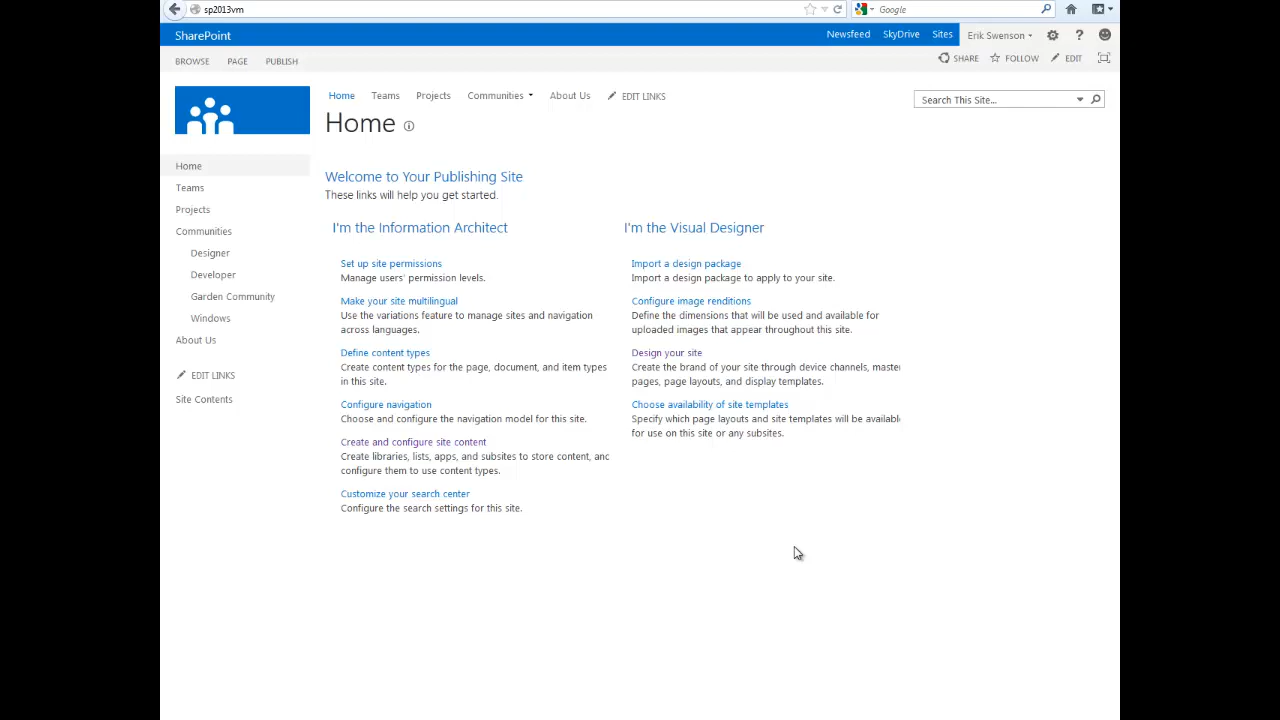 sp2013vm
Google
SharePoint
Newsfeed SkyDrive Sites Erik Swenson ?
BROWSE PAGE PUBLISH
SHARE FOLLOW EDIT
Home Teams Projects Communities About Us EDIT LINKS
Search This Site...
Home
Home
Teams
Projects
Communities
Designer
Developer
Garden Community
Windows
About Us
EDIT LINKS
Site Contents
Welcome to Your Publishing Site
These links will help you get started.
I'm the Information Architect
Set up site permissions
Manage users' permission levels.
Make your site multilingual
Use the variations feature to manage sites and navigation
across languages.
Define content types
Create content types for the page, document, and item types
in this site.
Configure navigation
Choose and configure the navigation model for this site.
Create and configure site content
Create libraries, lists, apps, and subsites to store content, anc
configure them to use content types.
Customize your search center
Configure the search settings for this site.
I'm the Visual Designer
Import a design package
Import a design package to apply to your site.
Configure image renditions
Define the dimensions that will be used and available for
uploaded images that appear throughout this site.
Design your site
Create the brand of your site through device channels, master
pages, page layouts, and display templates.
Choose availability of site templates
Specify which page layouts and site templates will be available
for use on this site or any subsites.